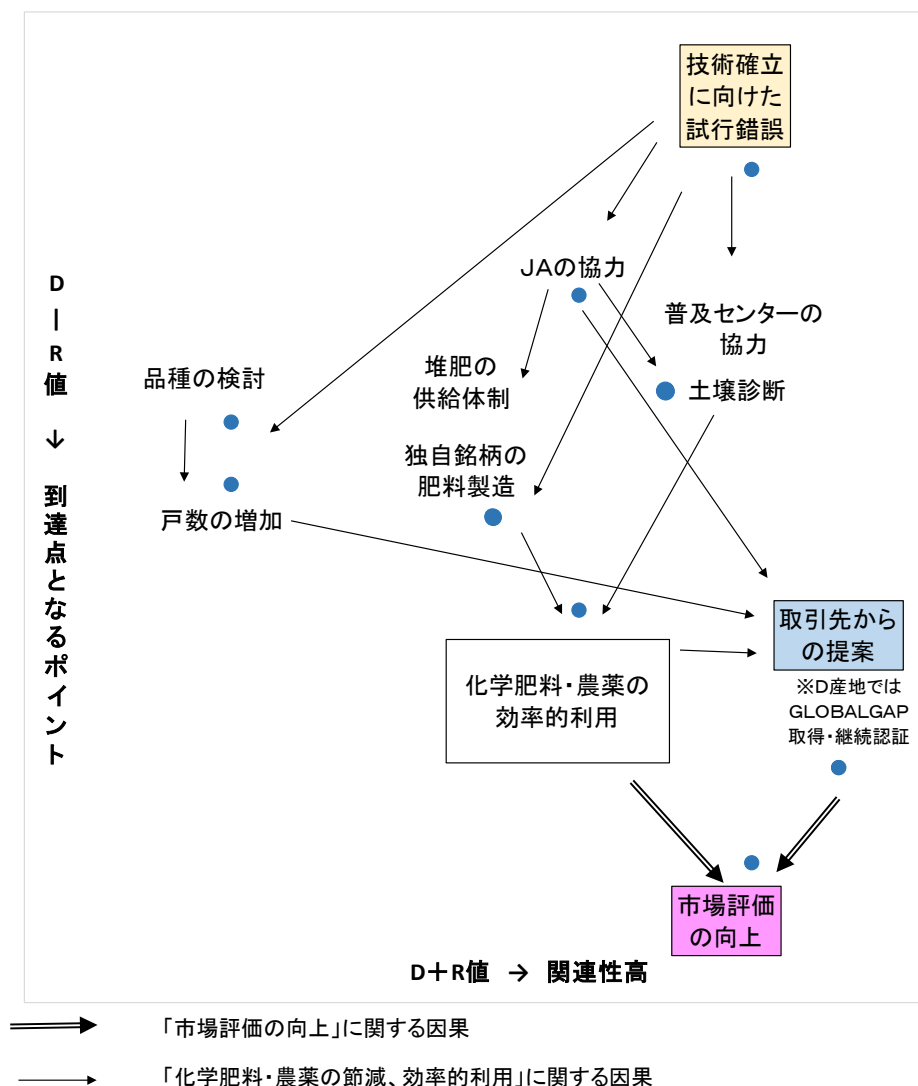 技術確立
に向けた
試行錯誤
JAの協力
普及センターの
協力
D
|
R
値
↓
到
達
点
と
な
る
ポ
イ
ン
ト
品種の検討
堆肥の
供給体制
土壌診断
独自銘柄の
肥料製造
戸数の増加
取引先から
の提案
化学肥料・農薬の
効率的利用
※D産地では
GLOBALGAP
取得・継続認証
市場評価
の向上
D+R値 → 関連性高
「市場評価の向上」に関する因果
「化学肥料・農薬の節減、効率的利用」に関する因果